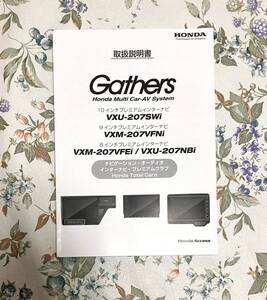 HONDA
The Power of Dreams
取扱説明書
Gathers
Honda Multi Car-AV System
10インチプレミアムインターナビ
VXU-207SWi
9インチプレミアムインターナビ
VXM-207VFNi
8インチプレミアムインターナビ
VXM-207VFEi / VXU-207NBi
ナビゲーション・オーディオ
インターナビ・プレミアムクラブ
Honda Total Care
Honda Access